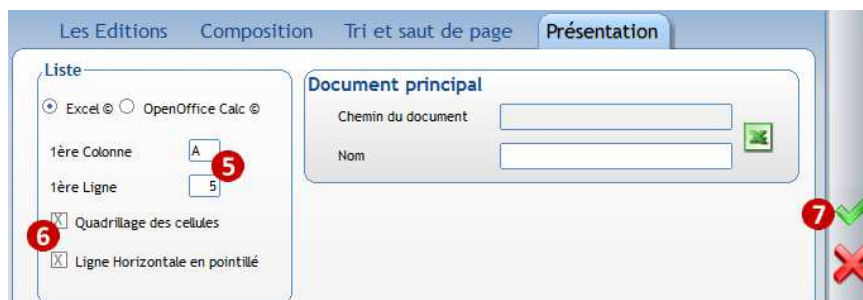 Les Editions Composition Tri et saut de page Présentation
Liste
Excel © OpenOffice Calc ©
1ère Colonne A
5
1ère Ligne 5
6
X Quadrillage des cellules
X Ligne Horizontale en pointillé
Document principal
Chemin du document
Nom
7